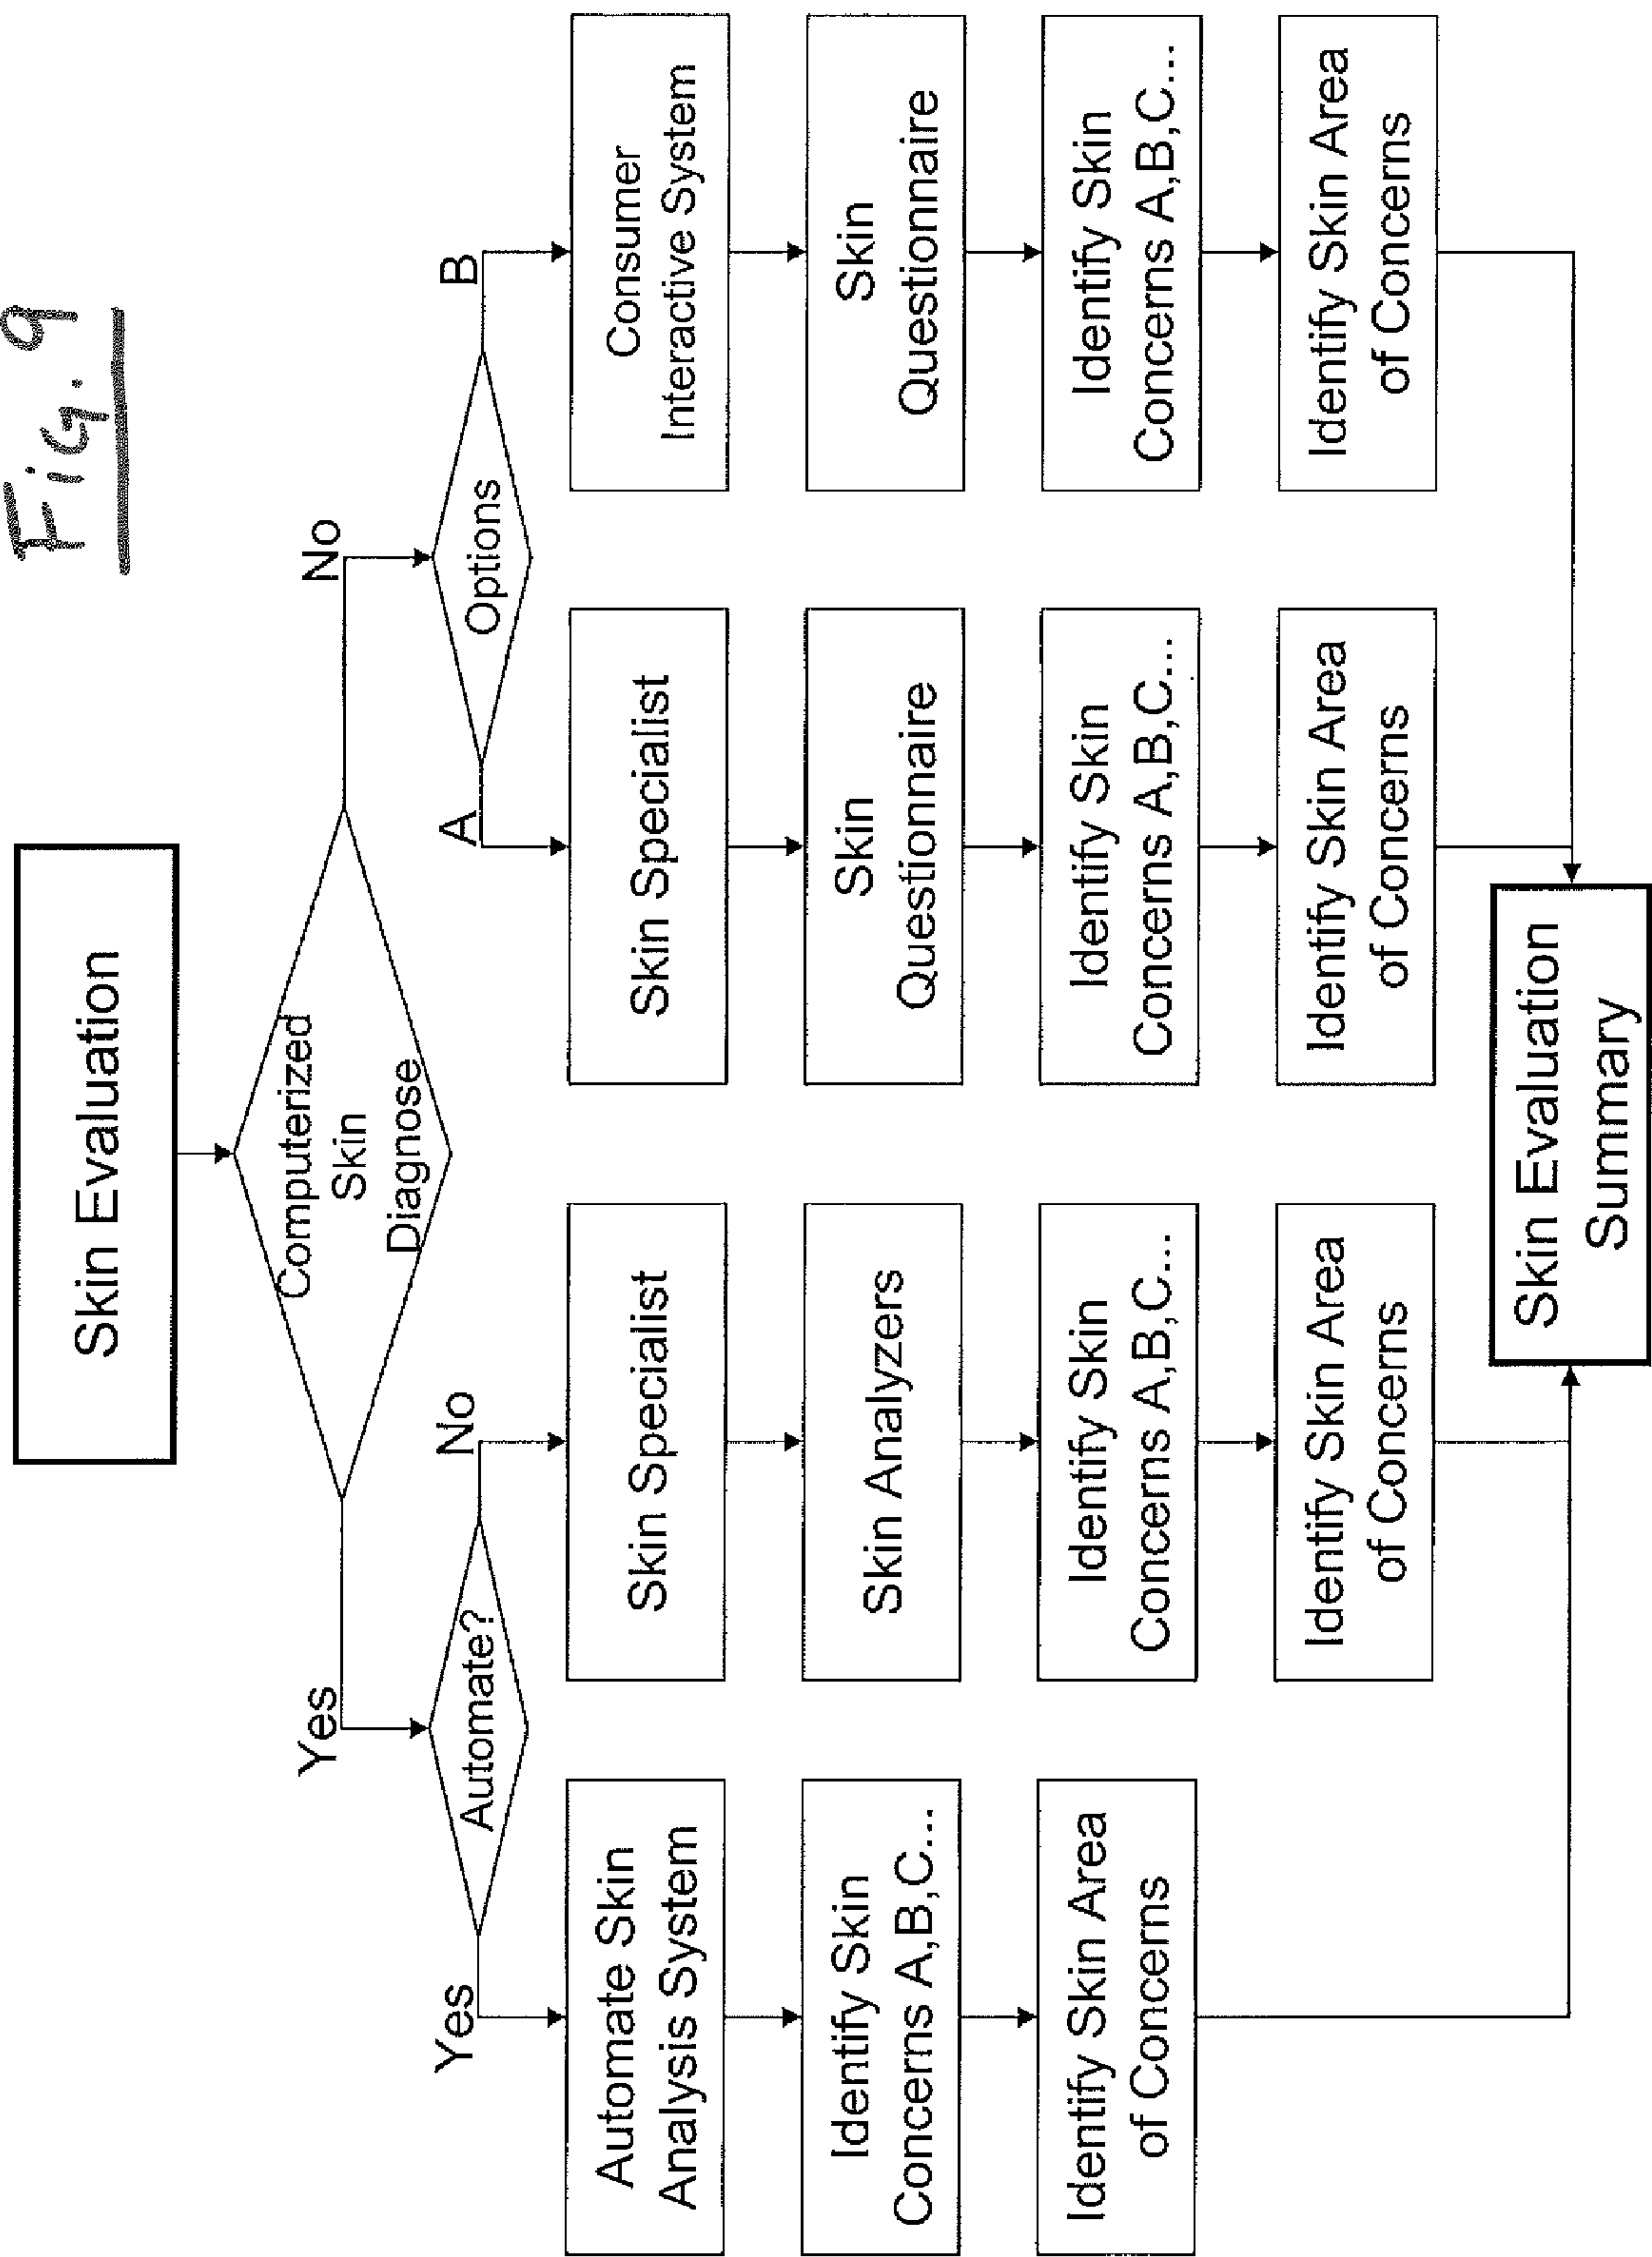 Fig. 9
Skin Evaluation
Computerized
Skin
Diagnose
Yes
No
Automate?
Options
Yes
No
A
B
Automate Skin
Analysis System
Skin Specialist
Skin Specialist
Consumer
Interactive System
Identify Skin
Concerns A,B,C...
Skin Analyzers
Skin
Questionnaire
Skin
Questionnaire
Identify Skin Area
of Concerns
Identify Skin
Concerns A,B,C...
Identify Skin
Concerns A,B,C...
Identify Skin
Concerns A,B,C...
Identify Skin Area
of Concerns
Identify Skin Area
of Concerns
Identify Skin Area
of Concerns
Skin Evaluation
Summary